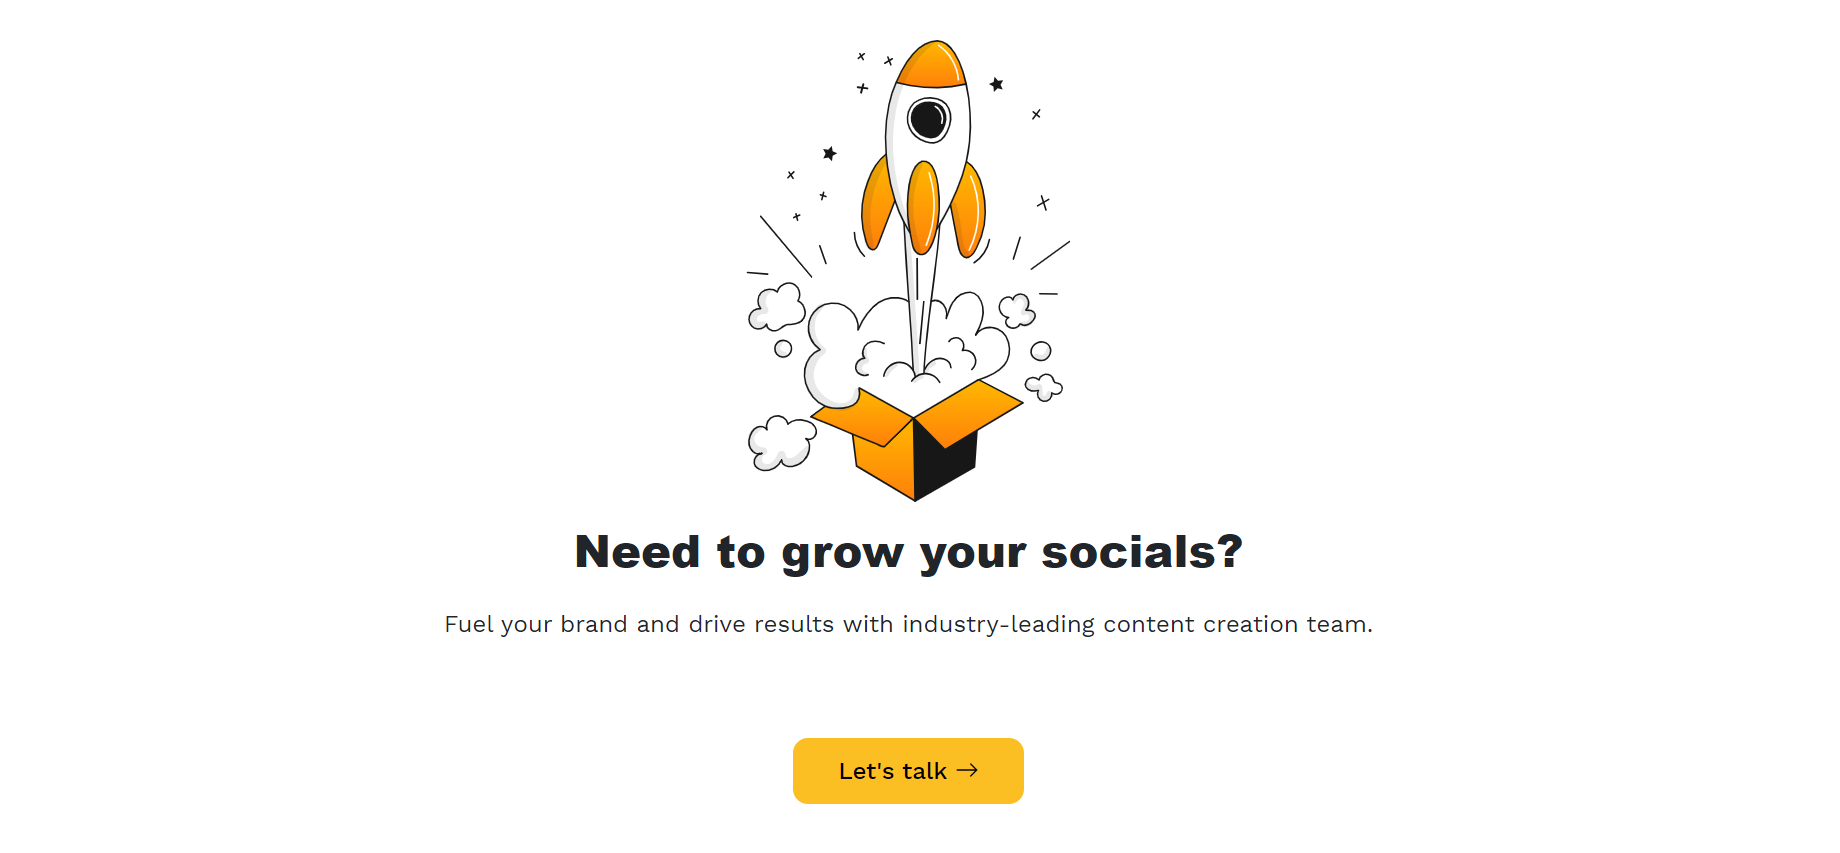 Need to grow your socials?
Fuel your brand and drive results with industry-leading content creation team.
Let's talk →